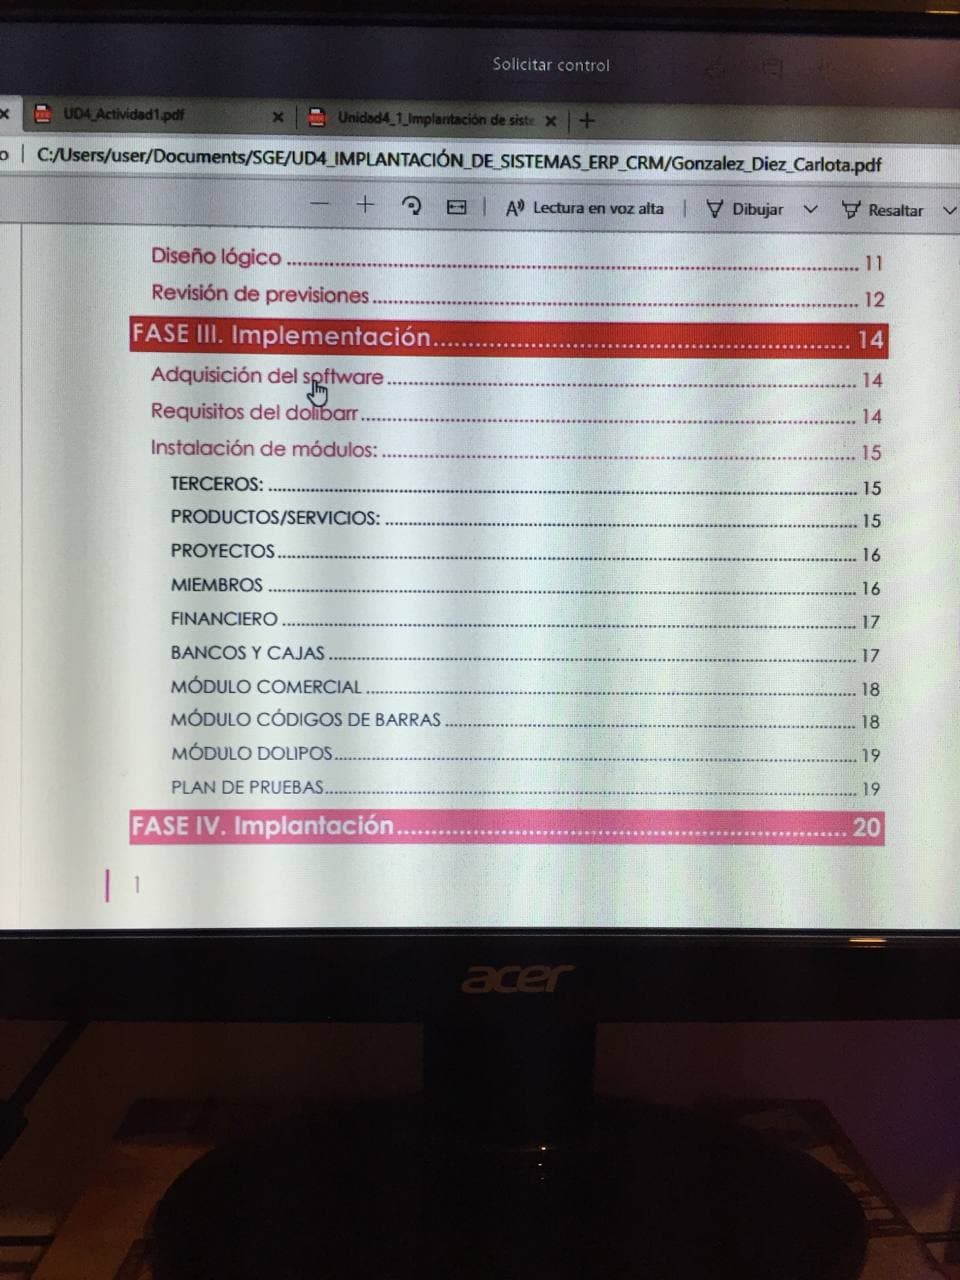 Solicitar control
UD4_Actividad1.pdf
Unidad4_1_Implantación de siste
C:/Users/user/Documents/SGE/UD4_IMPLANTACIÓN_DE_SISTEMAS_ERP_CRM/Gonzalez_Diez_Carlota.pdf
Lectura en voz alta
Dibujar
Resaltar
Diseño lógico ........ 11
Revisión de previsiones ........ 12
FASE III. Implementación ........ 14
Adquisición del software ........ 14
Requisitos del dolibarr ........ 14
Instalación de módulos: ........ 15
TERCEROS: ........ 15
PRODUCTOS/SERVICIOS: ........ 15
PROYECTOS ........ 16
MIEMBROS ........ 16
FINANCIERO ........ 17
BANCOS Y CAJAS ........ 17
MÓDULO COMERCIAL ........ 18
MÓDULO CÓDIGOS DE BARRAS ........ 18
MÓDULO DOLIPOS ........ 19
PLAN DE PRUEBAS ........ 19
FASE IV. Implantación ........ 20
1
acer